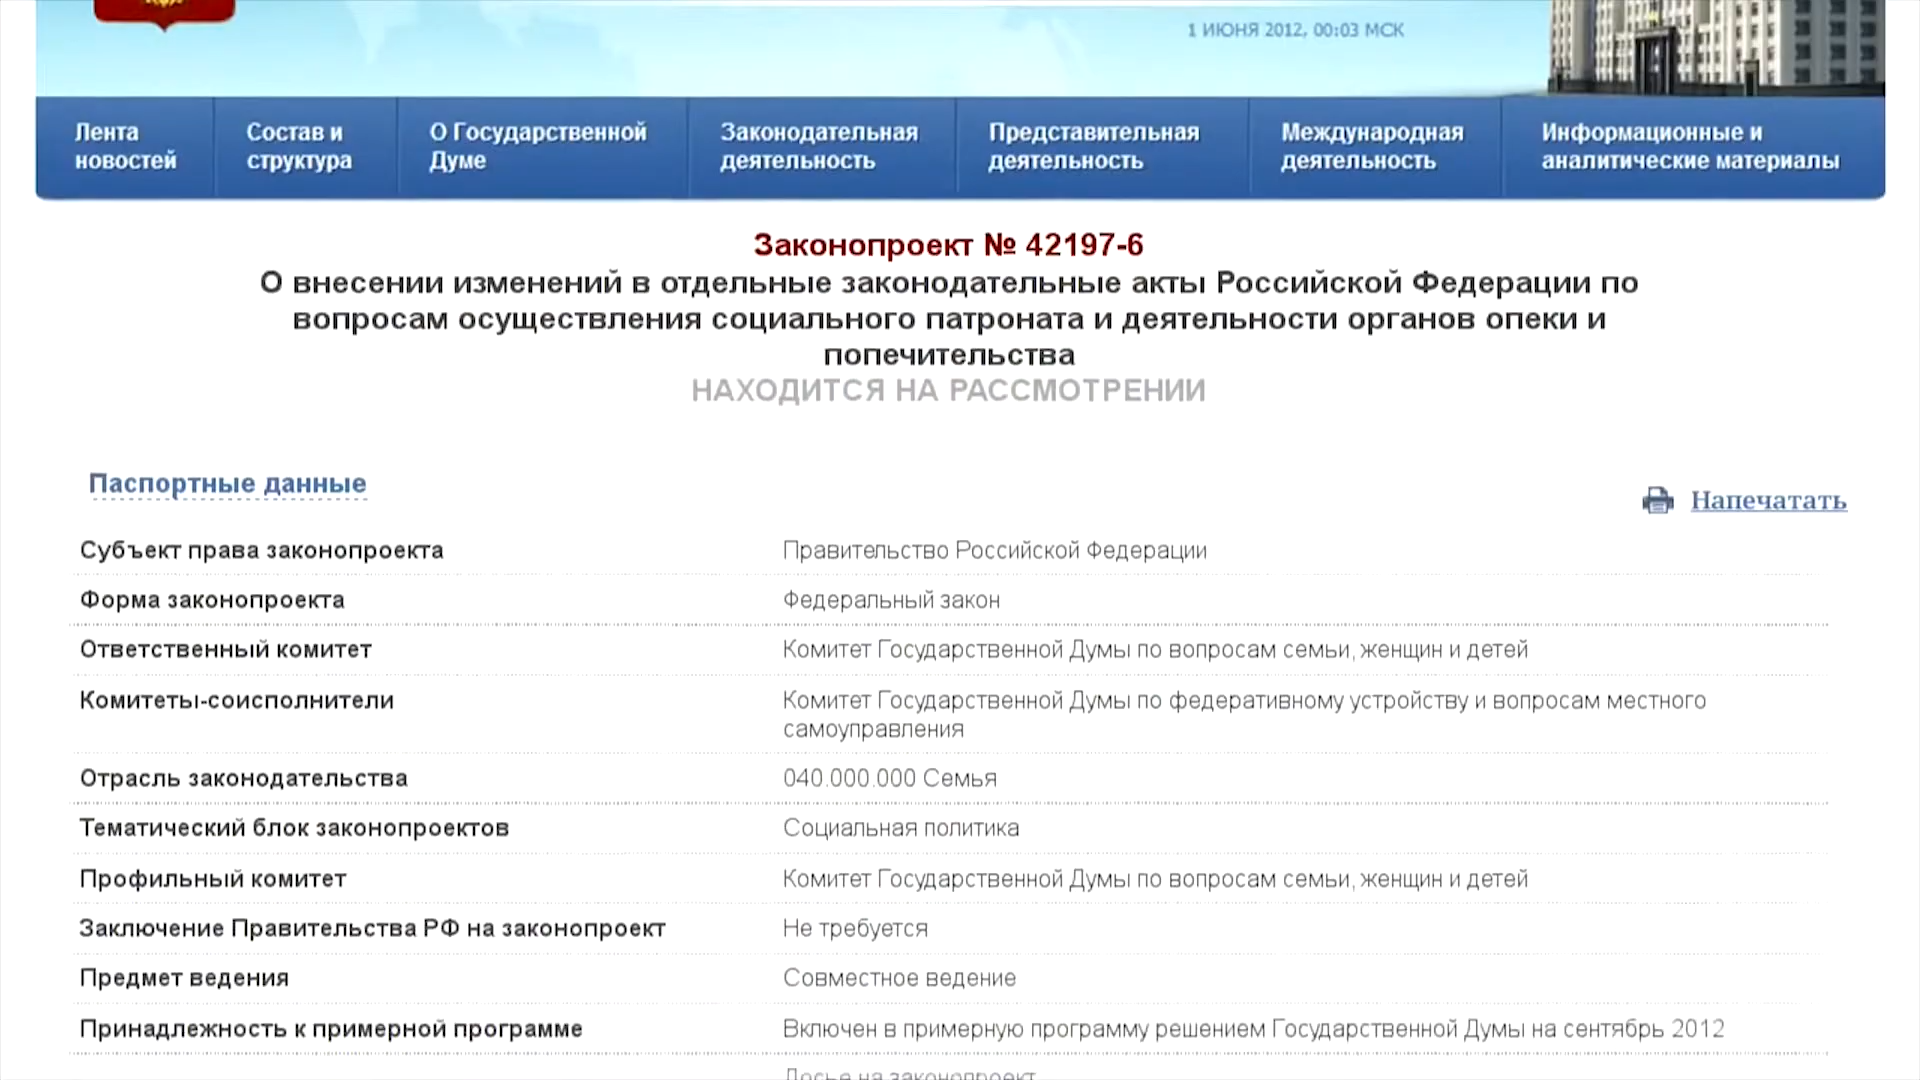 1 ИЮНЯ 2012, 00:03 МСК
Лента новостей
Состав и структура
О Государственной Думе
Законодательная деятельность
Представительная деятельность
Международная деятельность
Информационные и аналитические материалы
Законопроект № 42197-6
О внесении изменений в отдельные законодательные акты Российской Федерации по
вопросам осуществления социального патроната и деятельности органов опеки и
попечительства
НАХОДИТСЯ НА РАССМОТРЕНИИ
Паспортные данные
Напечатать
Субъект права законопроекта Правительство Российской Федерации
Форма законопроекта Федеральный закон
Ответственный комитет Комитет Государственной Думы по вопросам семьи, женщин и детей
Комитеты-соисполнители Комитет Государственной Думы по федеративному устройству и вопросам местного
самоуправления
Отрасль законодательства 040.000.000 Семья
Тематический блок законопроектов Социальная политика
Профильный комитет Комитет Государственной Думы по вопросам семьи, женщин и детей
Заключение Правительства РФ на законопроект Не требуется
Предмет ведения Совместное ведение
Принадлежность к примерной программе Включен в примерную программу решением Государственной Думы на сентябрь 2012
Досье на законопроект